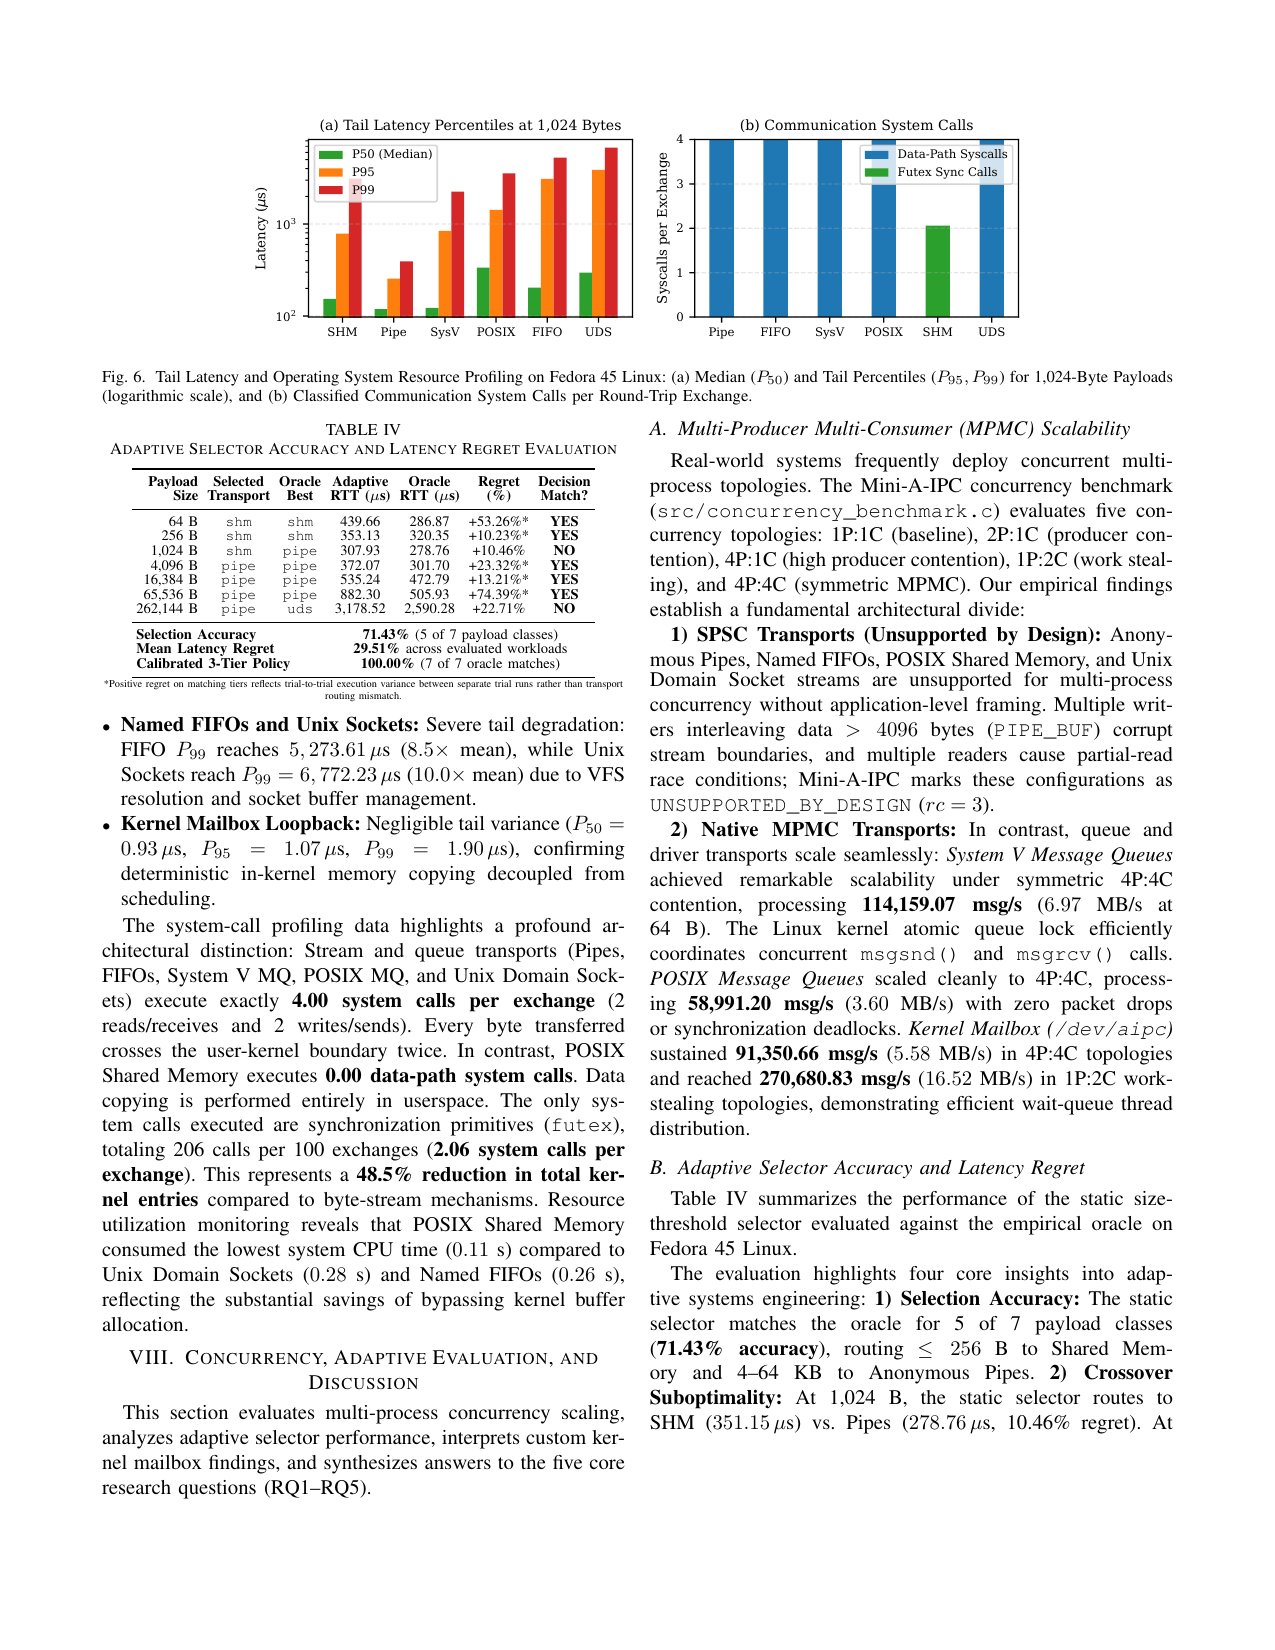 (a) Tail Latency Percentiles at 1,024 Bytes
P50 (Median)
P95
P99
Latency (μs)
10³
10²
SHM Pipe SysV POSIX FIFO UDS
(b) Communication System Calls
Data-Path Syscalls
Futex Sync Calls
Syscalls per Exchange
4
3
2
1
0
Pipe FIFO SysV POSIX SHM UDS
Fig. 6. Tail Latency and Operating System Resource Profiling on Fedora 45 Linux: (a) Median (P₅₀) and Tail Percentiles (P₉₅, P₉₉) for 1,024-Byte Payloads
(logarithmic scale), and (b) Classified Communication System Calls per Round-Trip Exchange.
TABLE IV
ADAPTIVE SELECTOR ACCURACY AND LATENCY REGRET EVALUATION
Payload Selected Oracle Adaptive Oracle Regret Decision
Size Transport Best RTT (μs) RTT (μs) (%) Match?
64 B shm shm 439.66 286.87 +53.26%* YES
256 B shm shm 353.13 320.35 +10.23%* YES
1,024 B shm pipe 307.93 278.76 +10.46% NO
4,096 B pipe pipe 372.07 301.70 +23.32%* YES
16,384 B pipe pipe 535.24 472.79 +13.21%* YES
65,536 B pipe pipe 882.30 505.93 +74.39%* YES
262,144 B pipe uds 3,178.52 2,590.28 +22.71% NO
Selection Accuracy 71.43% (5 of 7 payload classes)
Mean Latency Regret 29.51% across evaluated workloads
Calibrated 3-Tier Policy 100.00% (7 of 7 oracle matches)
*Positive regret on matching tiers reflects trial-to-trial execution variance between separate trial runs rather than transport
routing mismatch.
• Named FIFOs and Unix Sockets: Severe tail degradation:
FIFO P₉₉ reaches 5,273.61 μs (8.5× mean), while Unix
Sockets reach P₉₉ = 6,772.23 μs (10.0× mean) due to VFS
resolution and socket buffer management.
• Kernel Mailbox Loopback: Negligible tail variance (P₅₀ =
0.93 μs, P₉₅ = 1.07 μs, P₉₉ = 1.90 μs), confirming
deterministic in-kernel memory copying decoupled from
scheduling.
The system-call profiling data highlights a profound ar-
chitectural distinction: Stream and queue transports (Pipes,
FIFOs, System V MQ, POSIX MQ, and Unix Domain Sock-
ets) execute exactly 4.00 system calls per exchange (2
reads/receives and 2 writes/sends). Every byte transferred
crosses the user-kernel boundary twice. In contrast, POSIX
Shared Memory executes 0.00 data-path system calls. Data
copying is performed entirely in userspace. The only sys-
tem calls executed are synchronization primitives (futex),
totaling 206 calls per 100 exchanges (2.06 system calls per
exchange). This represents a 48.5% reduction in total ker-
nel entries compared to byte-stream mechanisms. Resource
utilization monitoring reveals that POSIX Shared Memory
consumed the lowest system CPU time (0.11 s) compared to
Unix Domain Sockets (0.28 s) and Named FIFOs (0.26 s),
reflecting the substantial savings of bypassing kernel buffer
allocation.
VIII. CONCURRENCY, ADAPTIVE EVALUATION, AND
DISCUSSION
This section evaluates multi-process concurrency scaling,
analyzes adaptive selector performance, interprets custom ker-
nel mailbox findings, and synthesizes answers to the five core
research questions (RQ1–RQ5).
A. Multi-Producer Multi-Consumer (MPMC) Scalability
Real-world systems frequently deploy concurrent multi-
process topologies. The Mini-A-IPC concurrency benchmark
(src/concurrency_benchmark.c) evaluates five con-
currency topologies: 1P:1C (baseline), 2P:1C (producer con-
tention), 4P:1C (high producer contention), 1P:2C (work steal-
ing), and 4P:4C (symmetric MPMC). Our empirical findings
establish a fundamental architectural divide:
1) SPSC Transports (Unsupported by Design): Anony-
mous Pipes, Named FIFOs, POSIX Shared Memory, and Unix
Domain Socket streams are unsupported for multi-process
concurrency without application-level framing. Multiple writ-
ers interleaving data > 4096 bytes (PIPE_BUF) corrupt
stream boundaries, and multiple readers cause partial-read
race conditions; Mini-A-IPC marks these configurations as
UNSUPPORTED_BY_DESIGN (rc = 3).
2) Native MPMC Transports: In contrast, queue and
driver transports scale seamlessly: System V Message Queues
achieved remarkable scalability under symmetric 4P:4C
contention, processing 114,159.07 msg/s (6.97 MB/s at
64 B). The Linux kernel atomic queue lock efficiently
coordinates concurrent msgsnd() and msgrcv() calls.
POSIX Message Queues scaled cleanly to 4P:4C, process-
ing 58,991.20 msg/s (3.60 MB/s) with zero packet drops
or synchronization deadlocks. Kernel Mailbox (/dev/aipc)
sustained 91,350.66 msg/s (5.58 MB/s) in 4P:4C topologies
and reached 270,680.83 msg/s (16.52 MB/s) in 1P:2C work-
stealing topologies, demonstrating efficient wait-queue thread
distribution.
B. Adaptive Selector Accuracy and Latency Regret
Table IV summarizes the performance of the static size-
threshold selector evaluated against the empirical oracle on
Fedora 45 Linux.
The evaluation highlights four core insights into adap-
tive systems engineering: 1) Selection Accuracy: The static
selector matches the oracle for 5 of 7 payload classes
(71.43% accuracy), routing ≤ 256 B to Shared Mem-
ory and 4–64 KB to Anonymous Pipes. 2) Crossover
Suboptimality: At 1,024 B, the static selector routes to
SHM (351.15 μs) vs. Pipes (278.76 μs, 10.46% regret). At